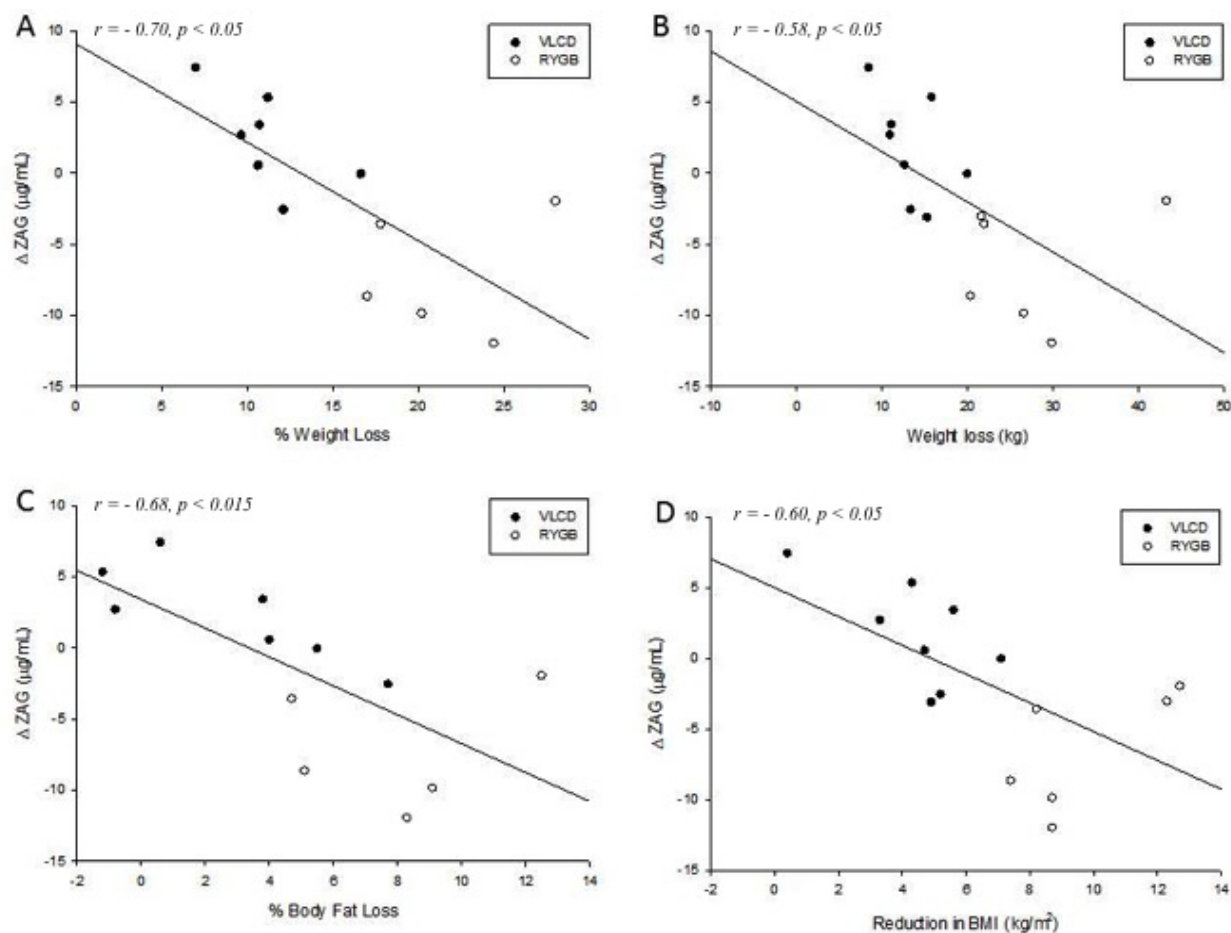 A
r = - 0.70, p < 0.05
VLCD
RYGB
10
5
0
-5
-10
-15
Δ ZAG (µg/mL)
0 5 10 15 20 25 30
% Weight Loss
B
r = - 0.58, p < 0.05
VLCD
RYGB
10
5
0
-5
-10
-15
Δ ZAG (µg/mL)
-10 0 10 20 30 40 50
Weight loss (kg)
C
r = - 0.68, p < 0.015
VLCD
RYGB
10
5
0
-5
-10
-15
Δ ZAG (µg/mL)
-2 0 2 4 6 8 10 12 14
% Body Fat Loss
D
r = - 0.60, p < 0.05
VLCD
RYGB
10
5
0
-5
-10
-15
Δ ZAG (µg/mL)
-2 0 2 4 6 8 10 12 14
Reduction in BMI (kg/m²)